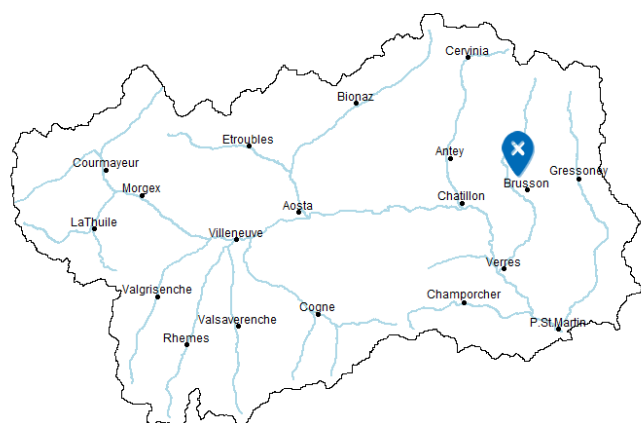 Cervinia
Bionaz
Etroubles
Antey
Courmayeur
Gressoney
Morgex
Brusson
Chatillon
Aosta
LaThuile
Villeneuve
Verres
Valgrisenche
Champorcher
Cogne
Valsaverenche
P.St.Martin
Rhemes